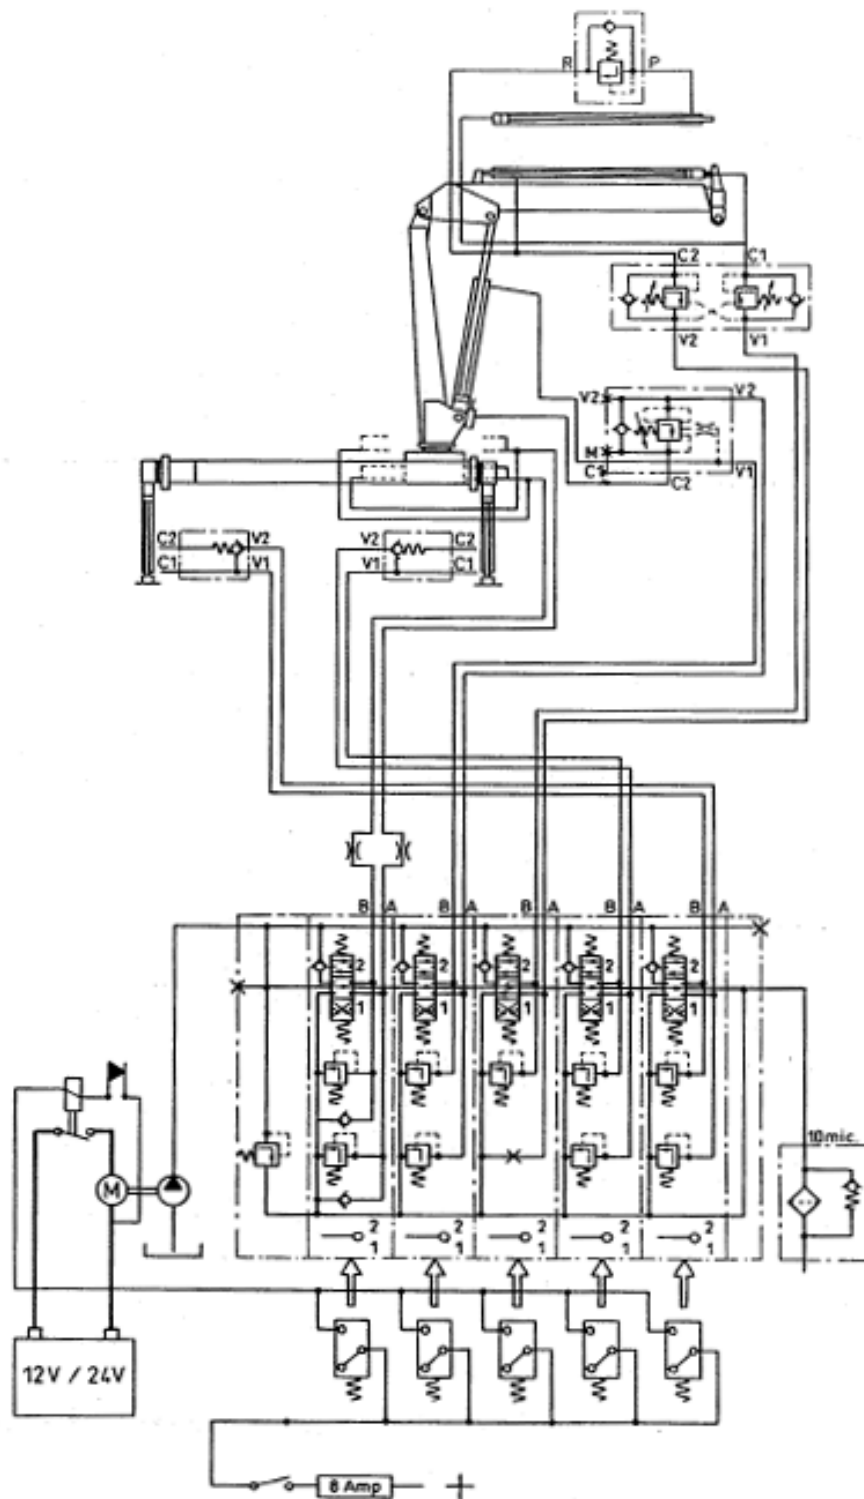 R P
C2 C1
V2 V1
V2 V2
M
C1 V1
C2
C2 V2 V2 C2
C1 V1 V1 C1
B A B A B A B A B A
2 2 2 2 2
1 1 1 1 1
10mic.
M
2 2 2 2 2
1 1 1 1 1
12V / 24V
8 Amp +